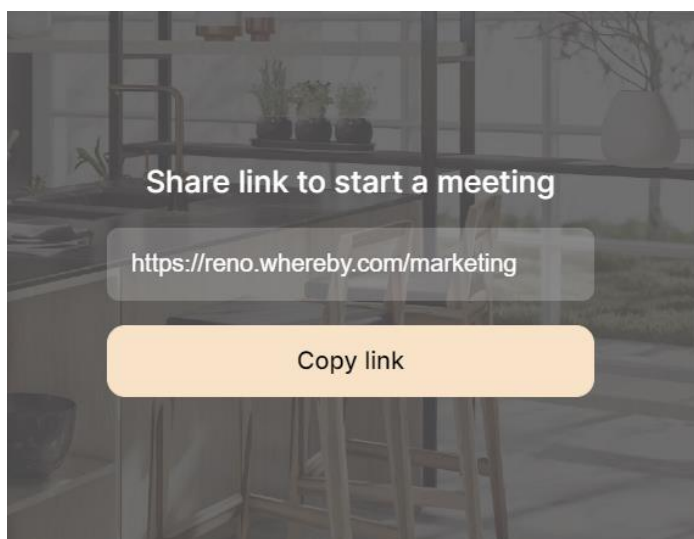 Share link to start a meeting
https://reno.whereby.com/marketing
Copy link